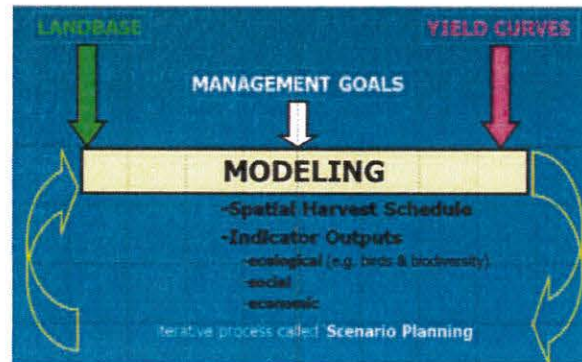 LANDBASE
YIELD CURVES
MANAGEMENT GOALS
MODELING
-Spatial Harvest Schedule
-Indicator Outputs
-ecological (e.g. birds & biodiversity)
-social
-economic
iterative process called Scenario Planning